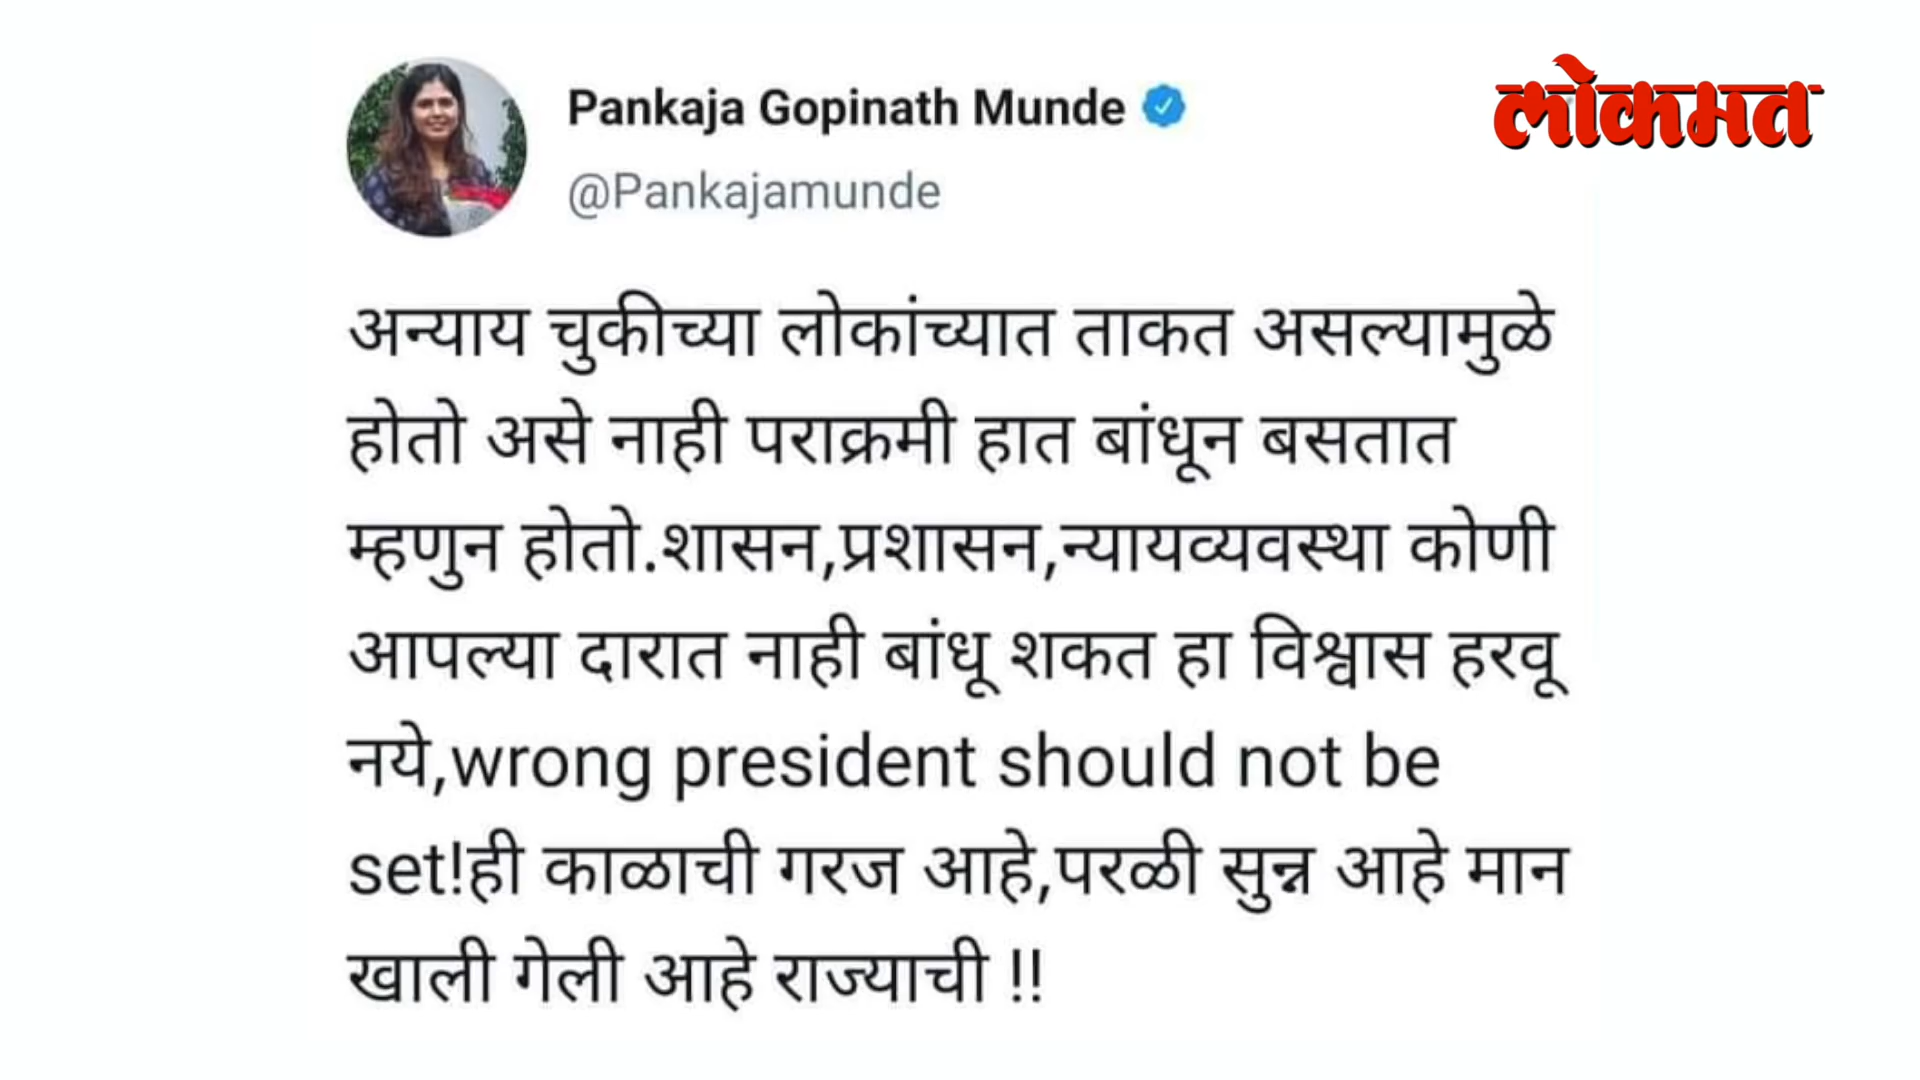 Pankaja Gopinath Munde
@Pankajamunde
लोकमत
अन्याय चुकीच्या लोकांच्यात ताकत असल्यामुळे
होतो असे नाही पराक्रमी हात बांधून बसतात
म्हणुन होतो.शासन,प्रशासन,न्यायव्यवस्था कोणी
आपल्या दारात नाही बांधू शकत हा विश्वास हरवू
नये,wrong president should not be
set!ही काळाची गरज आहे,परळी सुन्न आहे मान
खाली गेली आहे राज्याची !!